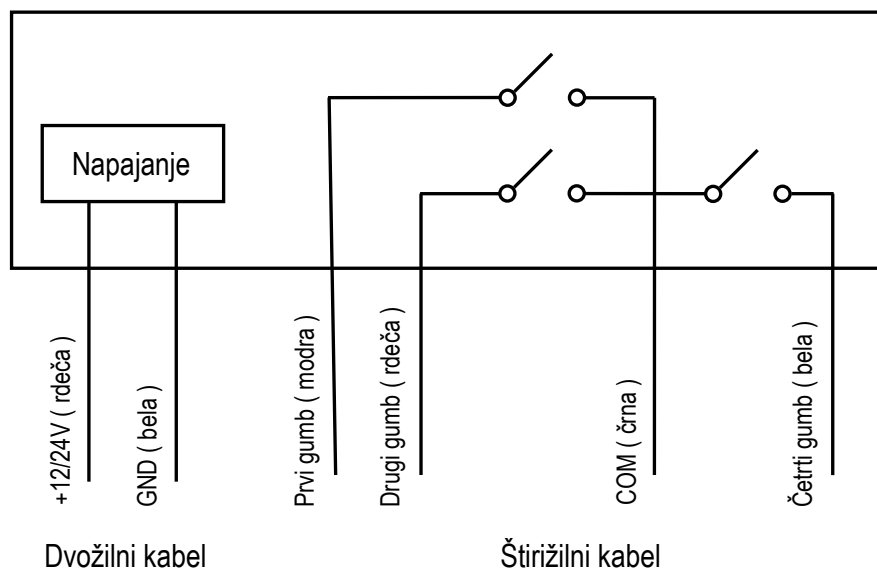 Napajanje
+12/24V ( rdeča )
GND ( bela )
Prvi gumb ( modra )
Drugi gumb ( rdeča )
COM ( črna )
Četrti gumb ( bela )
Dvožilni kabel
Štirižilni kabel